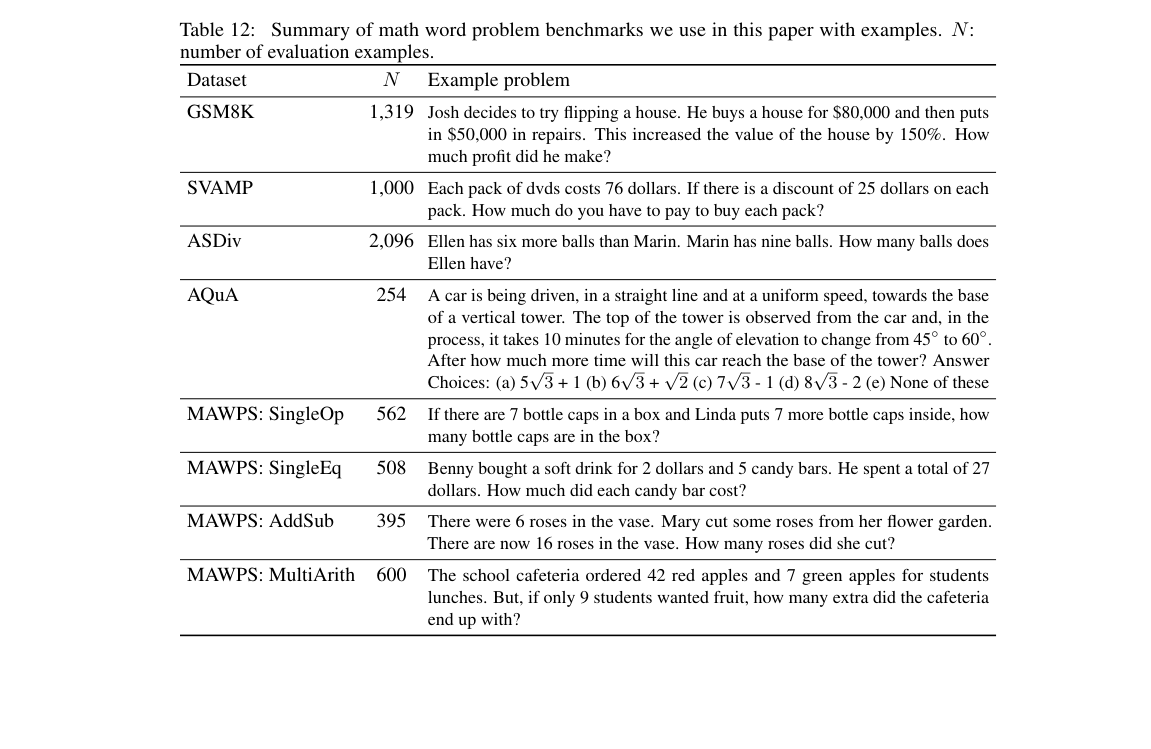 Table 12: Summary of math word problem benchmarks we use in this paper with examples. N:
number of evaluation examples.
Dataset N Example problem
GSM8K 1,319 Josh decides to try flipping a house. He buys a house for $80,000 and then puts
in $50,000 in repairs. This increased the value of the house by 150%. How
much profit did he make?
SVAMP 1,000 Each pack of dvds costs 76 dollars. If there is a discount of 25 dollars on each
pack. How much do you have to pay to buy each pack?
ASDiv 2,096 Ellen has six more balls than Marin. Marin has nine balls. How many balls does
Ellen have?
AQuA 254 A car is being driven, in a straight line and at a uniform speed, towards the base
of a vertical tower. The top of the tower is observed from the car and, in the
process, it takes 10 minutes for the angle of elevation to change from 45° to 60°.
After how much more time will this car reach the base of the tower? Answer
Choices: (a) 5√3 + 1 (b) 6√3 + √2 (c) 7√3 - 1 (d) 8√3 - 2 (e) None of these
MAWPS: SingleOp 562 If there are 7 bottle caps in a box and Linda puts 7 more bottle caps inside, how
many bottle caps are in the box?
MAWPS: SingleEq 508 Benny bought a soft drink for 2 dollars and 5 candy bars. He spent a total of 27
dollars. How much did each candy bar cost?
MAWPS: AddSub 395 There were 6 roses in the vase. Mary cut some roses from her flower garden.
There are now 16 roses in the vase. How many roses did she cut?
MAWPS: MultiArith 600 The school cafeteria ordered 42 red apples and 7 green apples for students
lunches. But, if only 9 students wanted fruit, how many extra did the cafeteria
end up with?